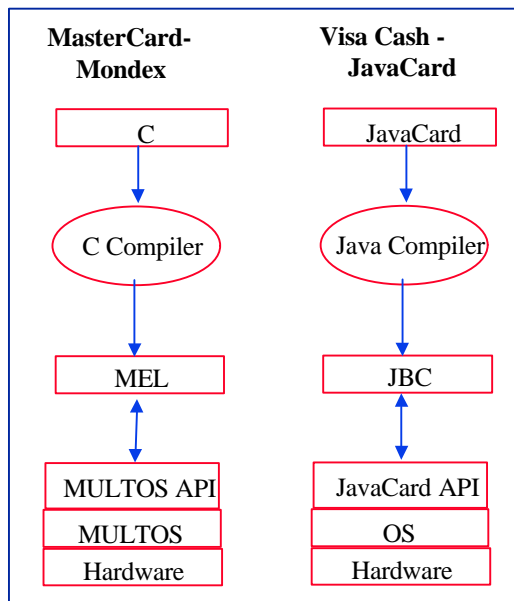 MasterCard-
Mondex
C
C Compiler
MEL
MULTOS API
MULTOS
Hardware
Visa Cash -
JavaCard
JavaCard
Java Compiler
JBC
JavaCard API
OS
Hardware